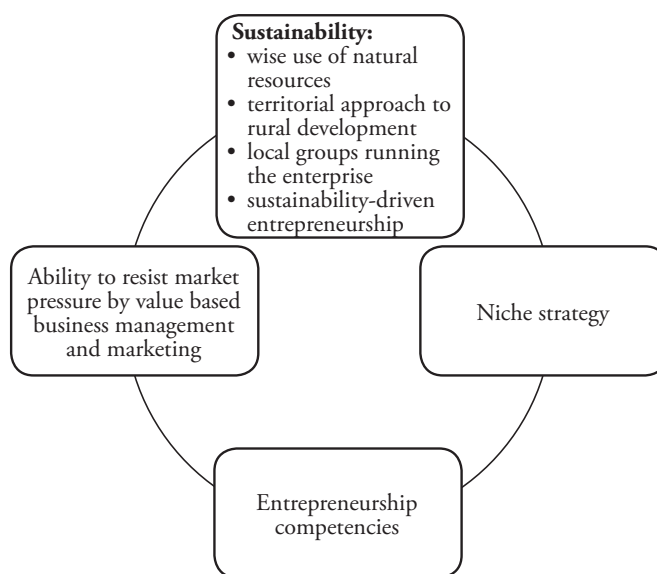 Sustainability:
• wise use of natural
resources
• territorial approach to
rural development
• local groups running
the enterprise
• sustainability-driven
entrepreneurship
Ability to resist market
pressure by value based
business management
and marketing
Niche strategy
Entrepreneurship
competencies